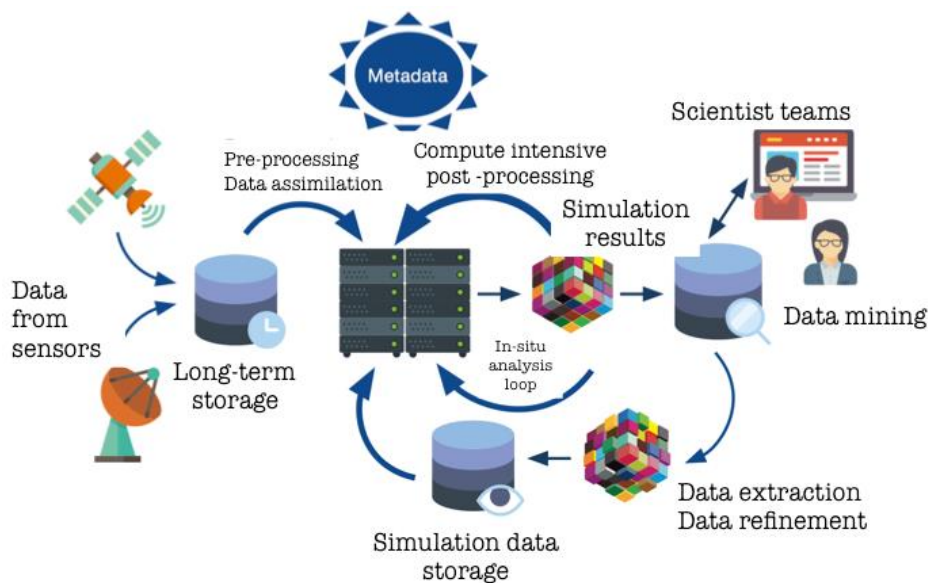 Metadata
Scientist teams
Pre-processing
Data assimilation
Compute intensive
post -processing
Simulation
results
Data
from
sensors
Long-term
storage
In-situ
analysis
loop
Data mining
Simulation data
storage
Data extraction
Data refinement